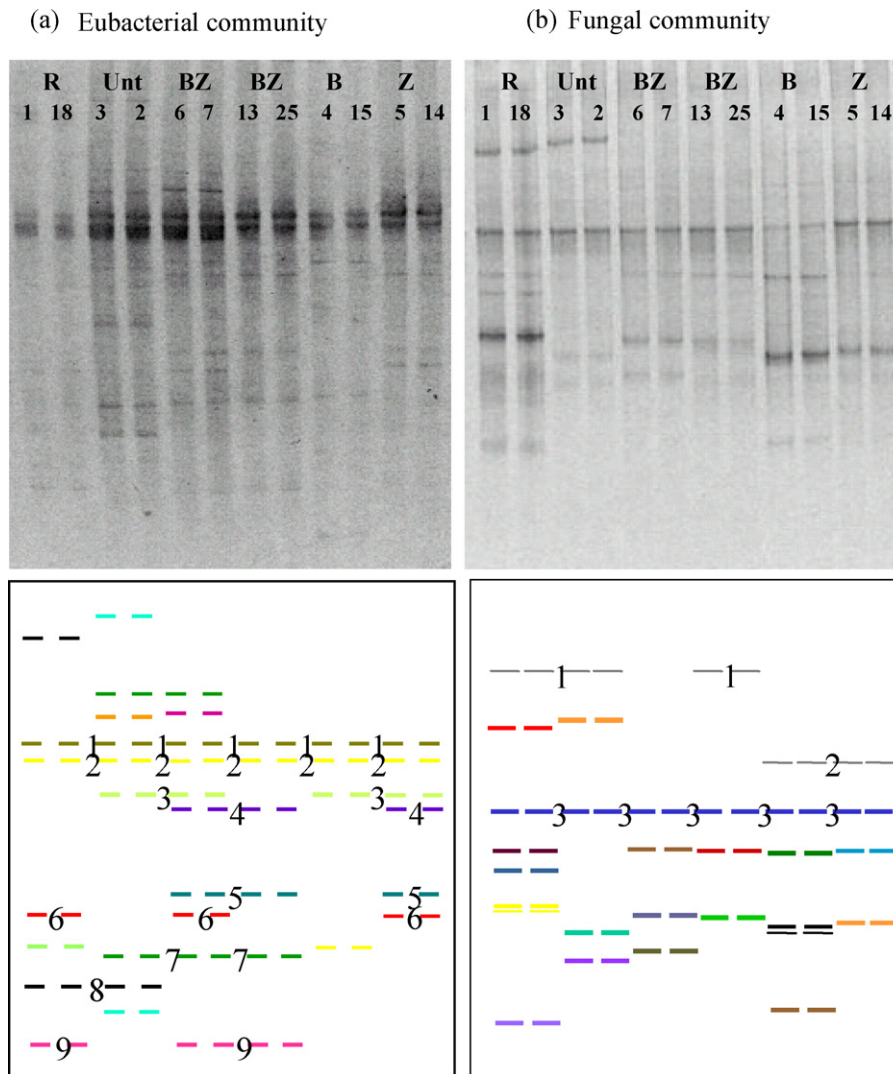 (a) Eubacterial community
(b) Fungal community
R Unt BZ BZ B Z
1 18 3 2 6 7 13 25 4 15 5 14
R Unt BZ BZ B Z
1 18 3 2 6 7 13 25 4 15 5 14
1 1 1 1 1
2 2 2 2 2
3 3
4 4
5 5
6 6 6
7 7
8
9 9
1 1
2
3 3 3 3 3